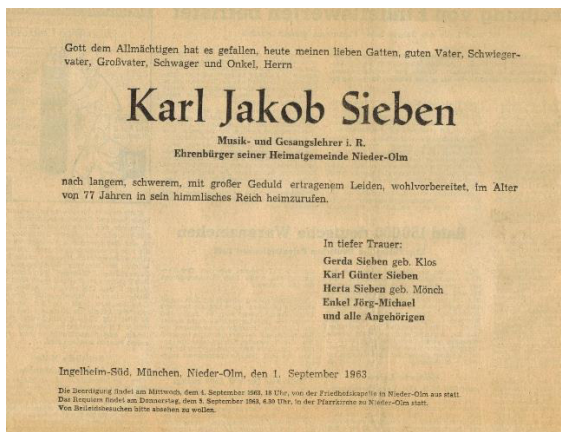 Gott dem Allmächtigen hat es gefallen, heute meinen lieben Gatten, guten Vater, Schwieger-
vater, Großvater, Schwager und Onkel, Herrn
Karl Jakob Sieben
Musik- und Gesangslehrer i. R.
Ehrenbürger seiner Heimatgemeinde Nieder-Olm
nach langem, schwerem, mit großer Geduld ertragenem Leiden, wohlvorbereitet, im Alter
von 77 Jahren in sein himmlisches Reich heimzurufen.
In tiefer Trauer:
Gerda Sieben geb. Klos
Karl Günter Sieben
Herta Sieben geb. Mönch
Enkel Jörg-Michael
und alle Angehörigen
Ingelheim-Süd, München, Nieder-Olm, den 1. September 1963
Die Beerdigung findet am Mittwoch, dem 4. September 1963, 16 Uhr, von der Friedhofskapelle in Nieder-Olm aus statt.
Das Requiem findet am Donnerstag, dem 5. September 1963, 6.30 Uhr, in der Pfarrkirche zu Nieder-Olm statt.
Von Beileidsbesuchen bitte absehen zu wollen.